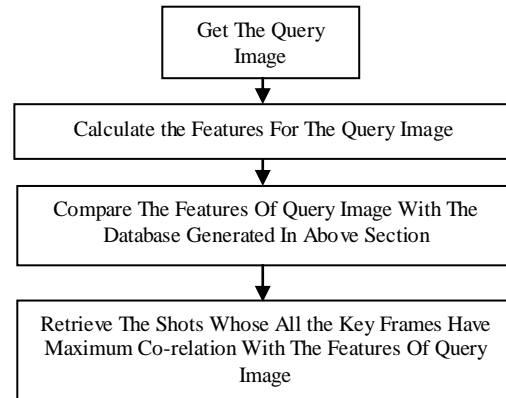 Get The Query
Image
Calculate the Features For The Query Image
Compare The Features Of Query Image With The
Database Generated In Above Section
Retrieve The Shots Whose All the Key Frames Have
Maximum Co-relation With The Features Of Query
Image